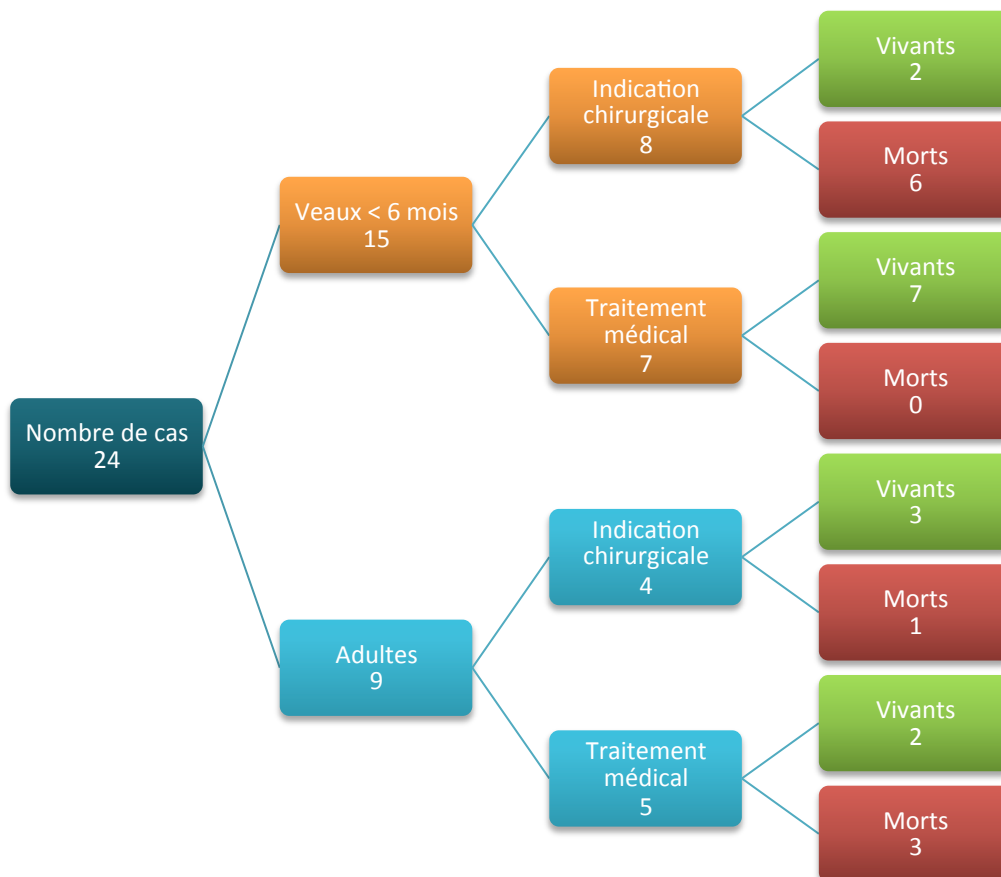 Nombre de cas
24
Veaux < 6 mois
15
Indication
chirurgicale
8
Vivants
2
Morts
6
Traitement
médical
7
Vivants
7
Morts
0
Adultes
9
Indication
chirurgicale
4
Vivants
3
Morts
1
Traitement
médical
5
Vivants
2
Morts
3